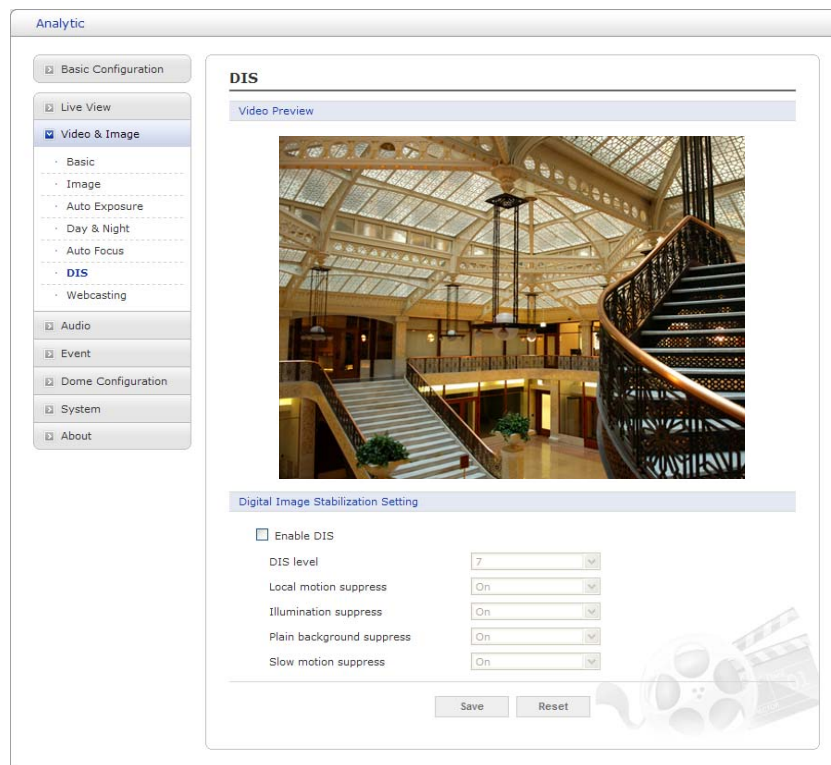 Analytic
Basic Configuration
Live View
Video & Image
Basic
Image
Auto Exposure
Day & Night
Auto Focus
DIS
Webcasting
Audio
Event
Dome Configuration
System
About
DIS
Video Preview
Digital Image Stabilization Setting
Enable DIS
DIS level 7
Local motion suppress On
Illumination suppress On
Plain background suppress On
Slow motion suppress On
Save Reset